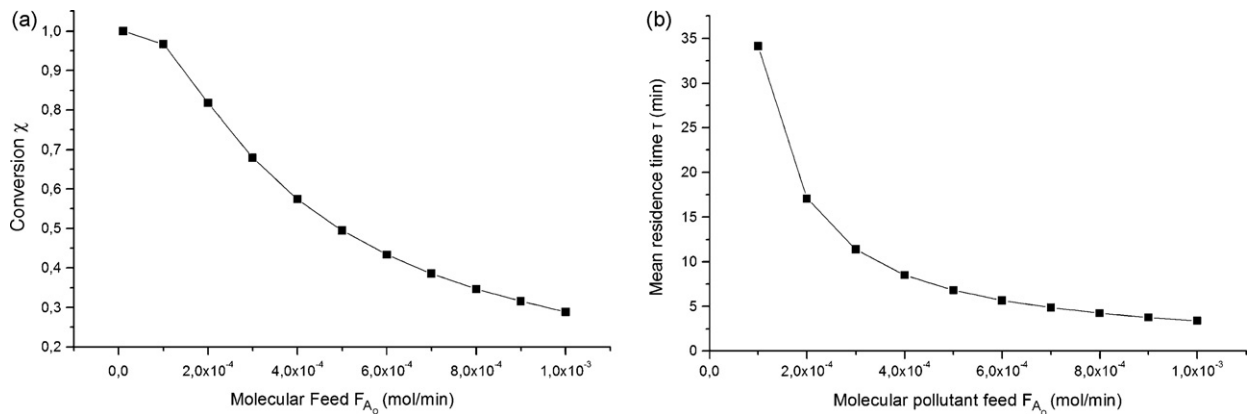 (a)
1,0
0,9
0,8
0,7
0,6
0,5
0,4
0,3
0,2
Conversion χ
0,0
2,0x10⁻⁴
4,0x10⁻⁴
6,0x10⁻⁴
8,0x10⁻⁴
1,0x10⁻³
Molecular Feed F_Aₒ (mol/min)
(b)
35
30
25
20
15
10
5
0
Mean residence time τ (min)
0,0
2,0x10⁻⁴
4,0x10⁻⁴
6,0x10⁻⁴
8,0x10⁻⁴
1,0x10⁻³
Molecular pollutant feed F_Aₒ (mol/min)